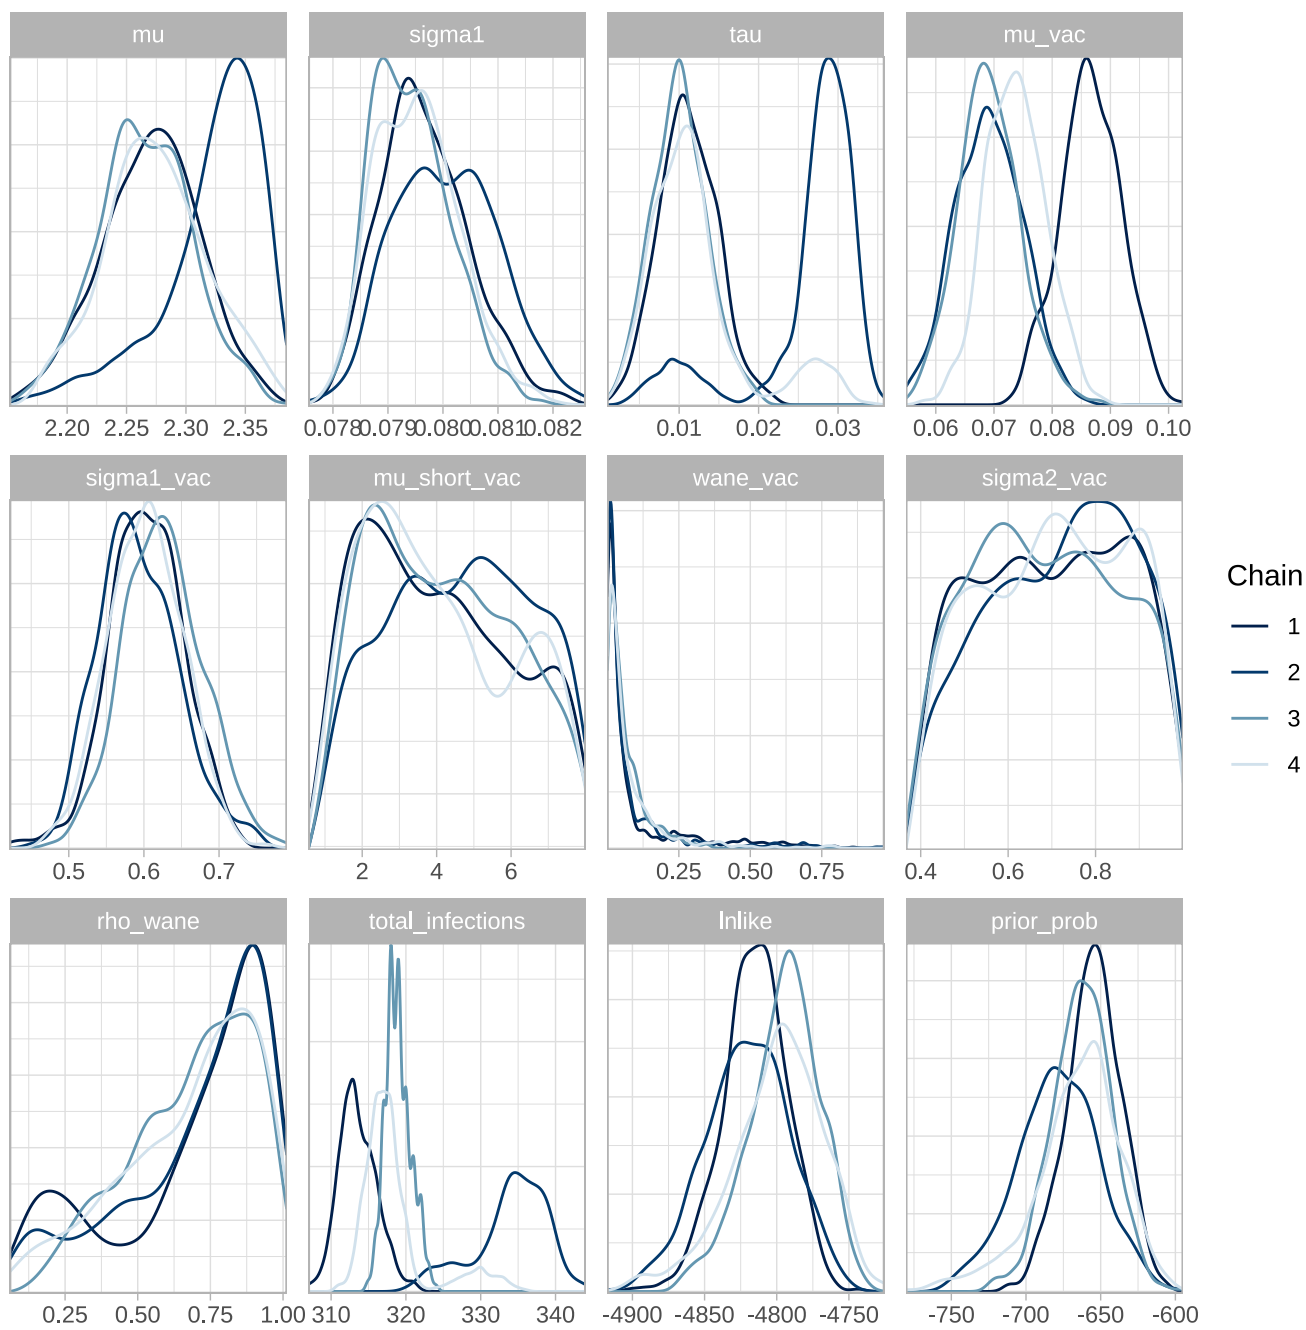 mu sigma1 tau mu_vac
2.20 2.25 2.30 2.35 0.078 0.079 0.080 0.081 0.082 0.01 0.02 0.03 0.06 0.07 0.08 0.09 0.10
sigma1_vac mu_short_vac wane_vac sigma2_vac
Chain
1
2
3
4
0.5 0.6 0.7 2 4 6 0.25 0.50 0.75 0.4 0.6 0.8
rho_wane total_infections lnlike prior_prob
0.25 0.50 0.75 1.00 310 320 330 340 -4900 -4850 -4800 -4750 -750 -700 -650 -600